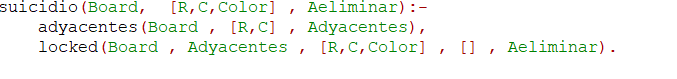 suicidio(Board,  [R,C,Color] , Aeliminar):-
    adyacentes(Board , [R,C] , Adyacentes),
    locked(Board , Adyacentes , [R,C,Color] , [] , Aeliminar).